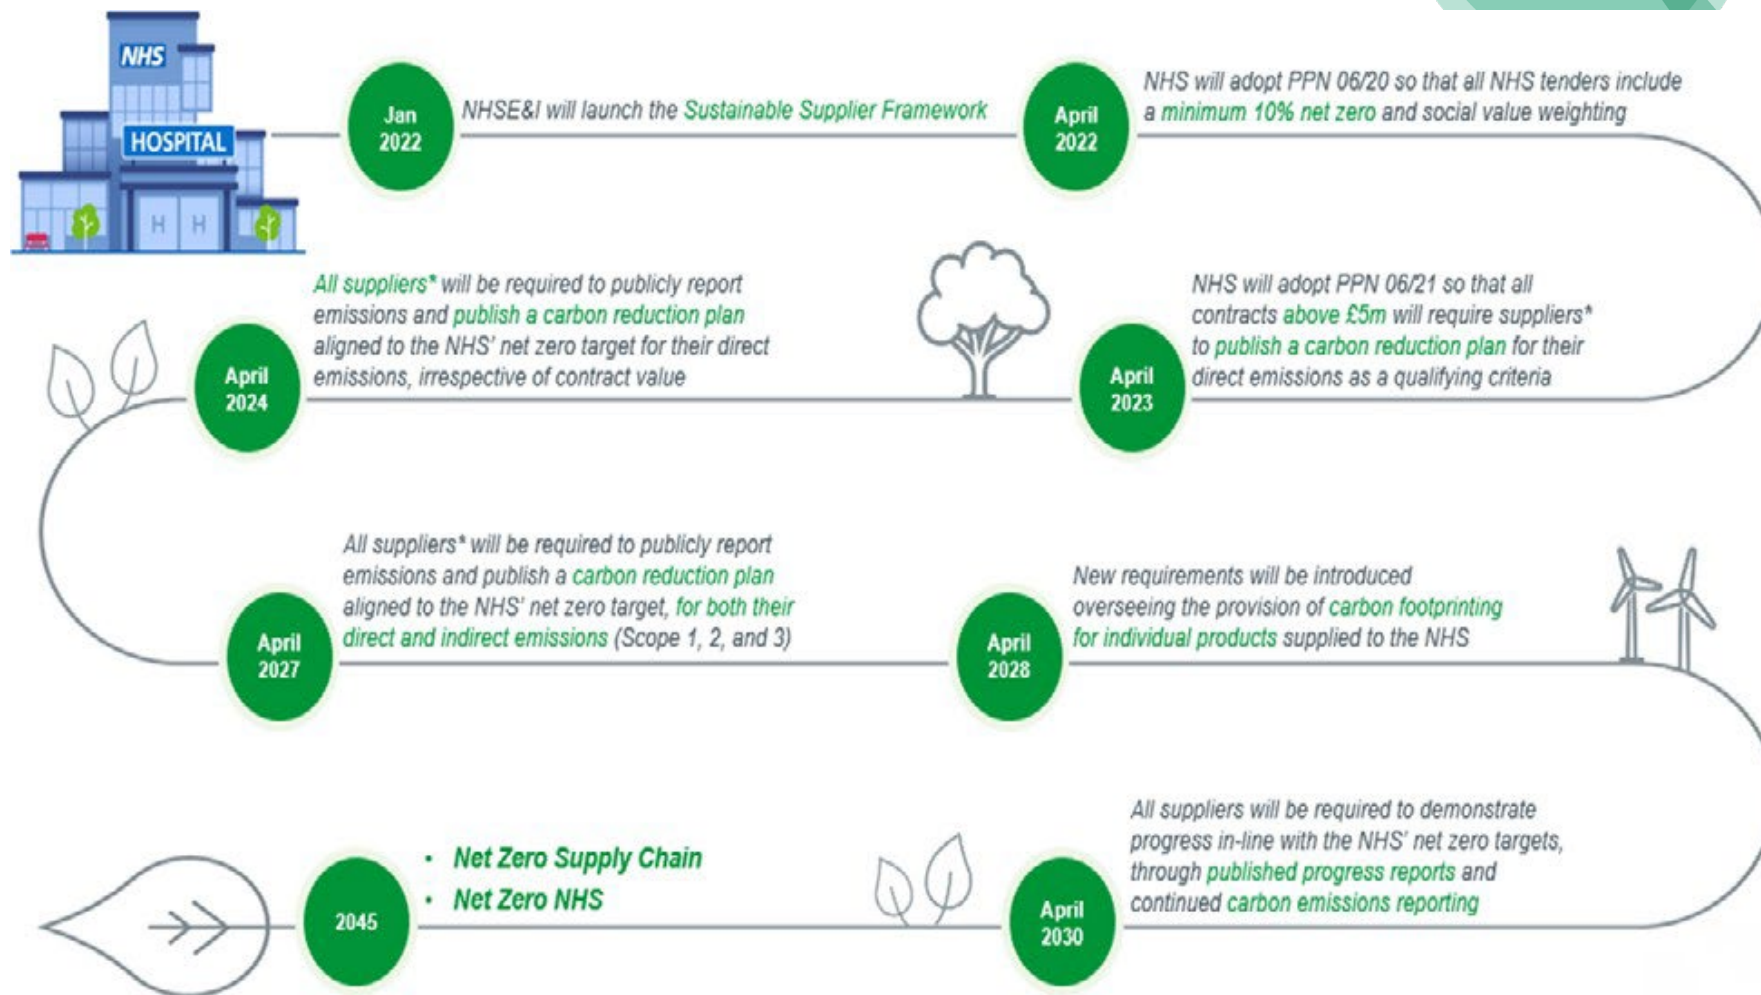 NHS
HOSPITAL
Jan
2022
NHSE&I will launch the Sustainable Supplier Framework
April
2022
NHS will adopt PPN 06/20 so that all NHS tenders include
a minimum 10% net zero and social value weighting
April
2023
NHS will adopt PPN 06/21 so that all
contracts above £5m will require suppliers*
to publish a carbon reduction plan for their
direct emissions as a qualifying criteria
April
2024
All suppliers* will be required to publicly report
emissions and publish a carbon reduction plan
aligned to the NHS' net zero target for their direct
emissions, irrespective of contract value
April
2027
All suppliers* will be required to publicly report
emissions and publish a carbon reduction plan
aligned to the NHS' net zero target, for both their
direct and indirect emissions (Scope 1, 2, and 3)
April
2028
New requirements will be introduced
overseeing the provision of carbon footprinting
for individual products supplied to the NHS
April
2030
All suppliers will be required to demonstrate
progress in-line with the NHS' net zero targets,
through published progress reports and
continued carbon emissions reporting
2045
• Net Zero Supply Chain
• Net Zero NHS
H H